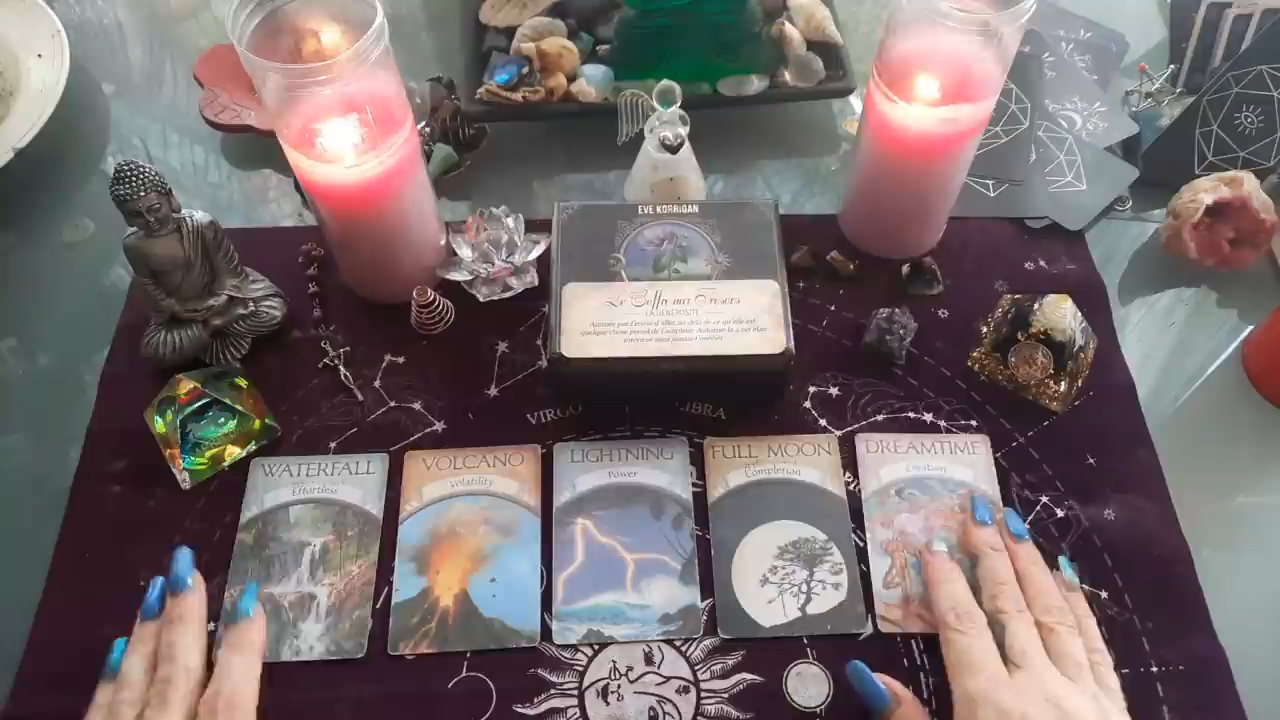 EVE KORRIGAN
Le Coffre aux Trésors
LA GÉNÉROSITÉ
VIRGO
LIBRA
WATERFALL
Effortless
VOLCANO
Volatility
LIGHTNING
Power
FULL MOON
Completion
DREAMTIME
Creation